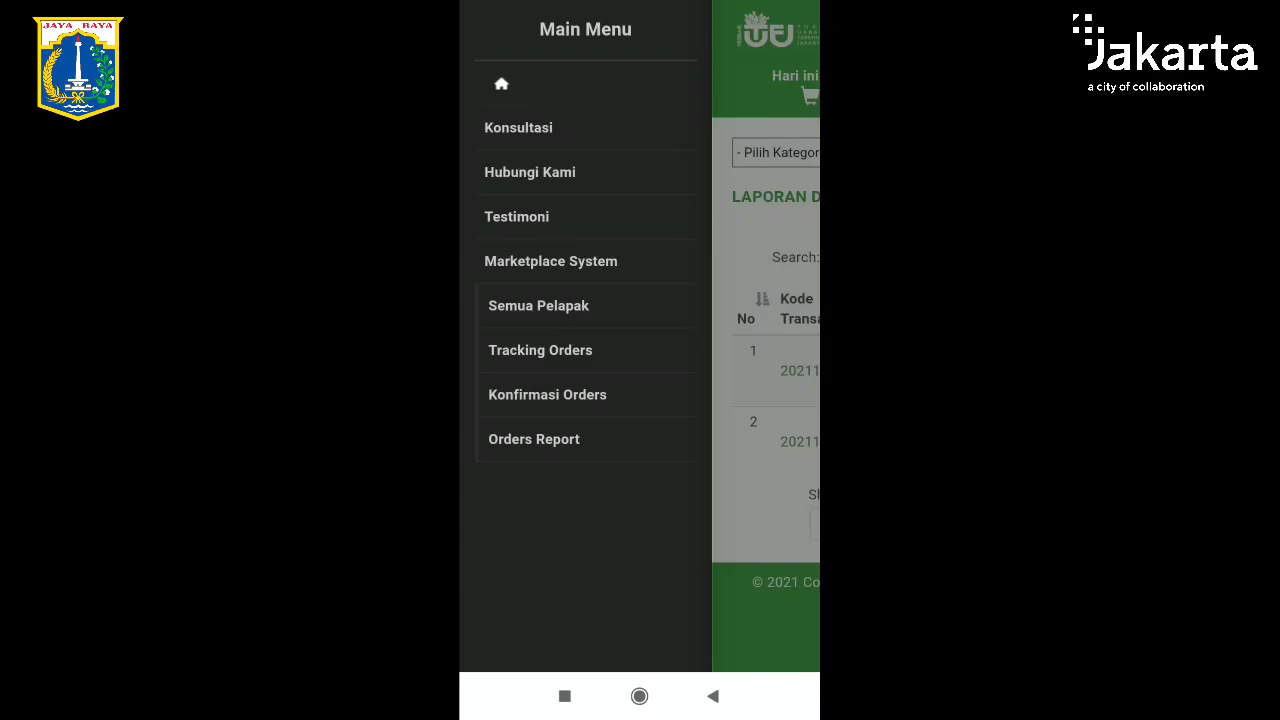 JAYA RAYA
Jakarta
a city of collaboration
Main Menu
Konsultasi
Hubungi Kami
Testimoni
Marketplace System
Semua Pelapak
Tracking Orders
Konfirmasi Orders
Orders Report
Hari ini
- Pilih Kategor
LAPORAN D
Search:
No
Kode
Transa
1
20211
2
20211
© 2021 Co